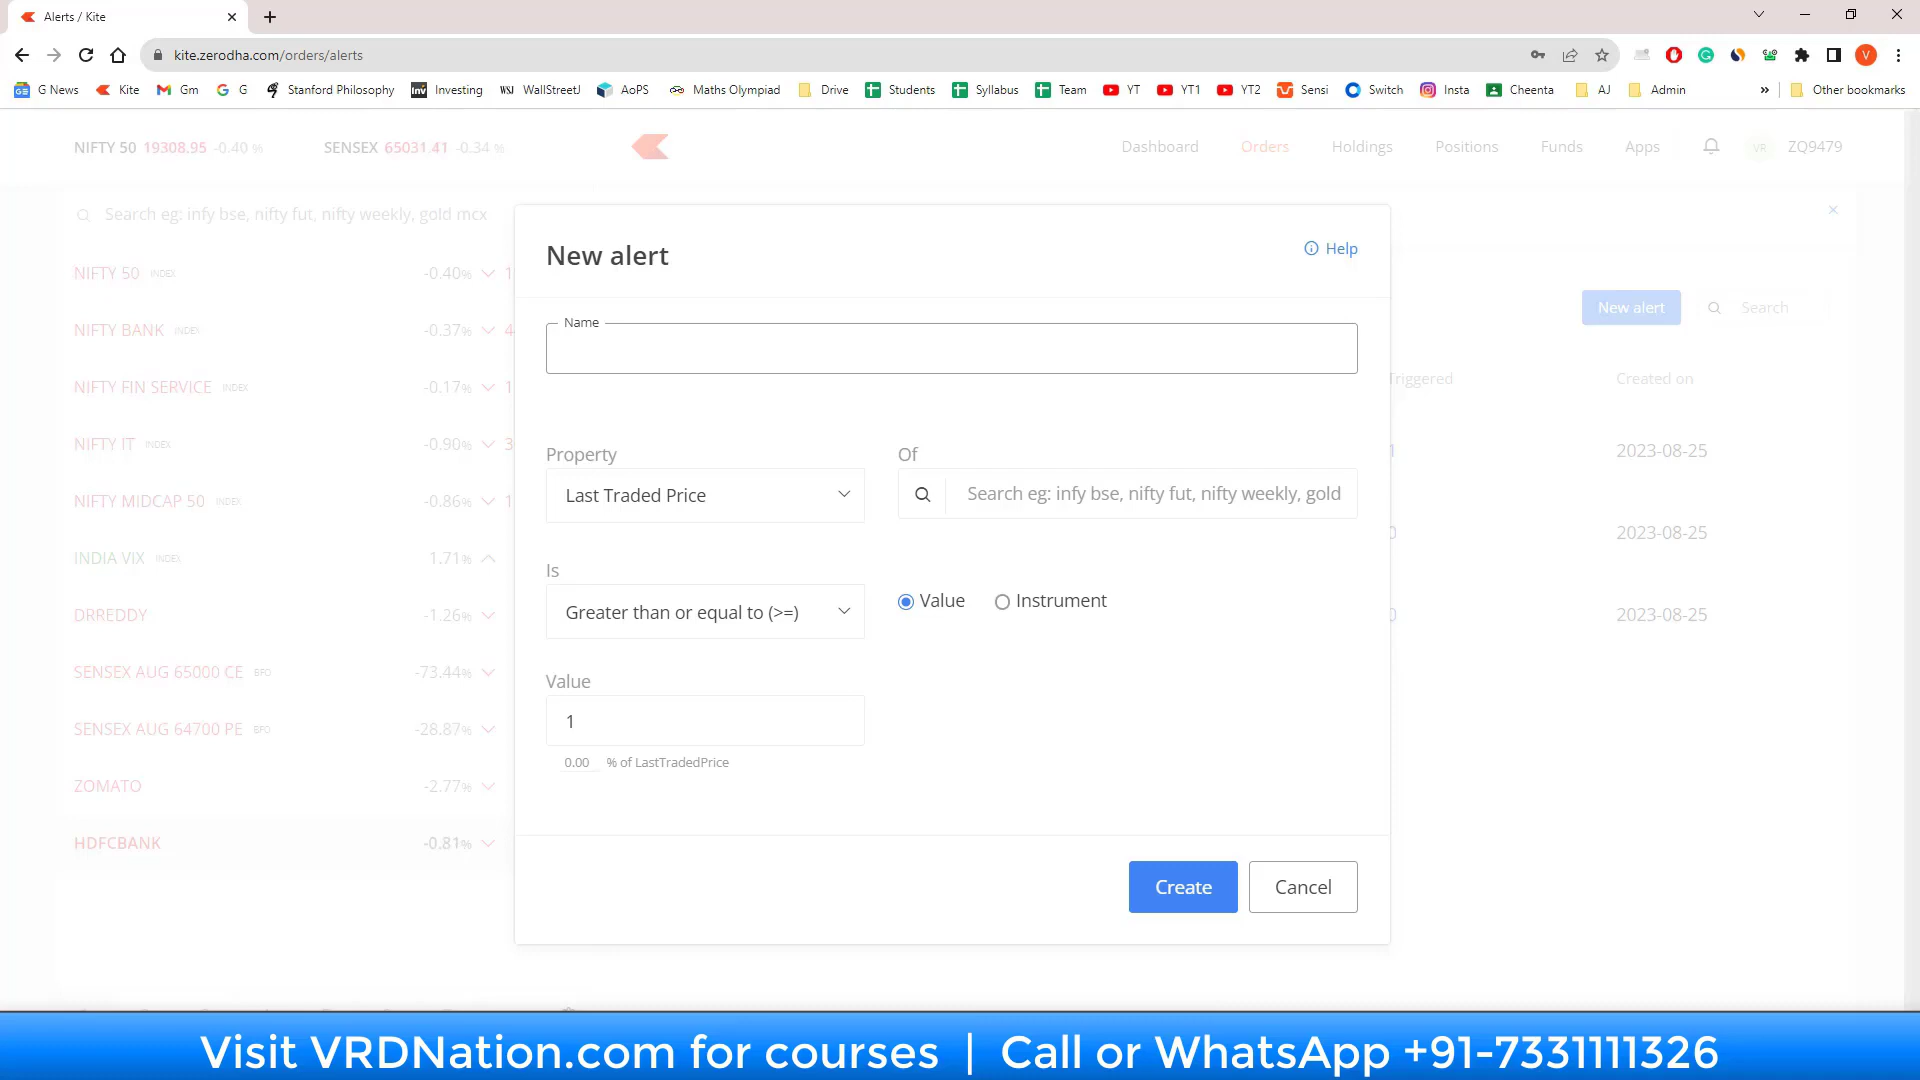 Alerts / Kite
kite.zerodha.com/orders/alerts
V
G News
Kite
Gm
G
Stanford Philosophy
Investing
WallStreetJ
AoPS
Maths Olympiad
Drive
Students
Syllabus
Team
YT
YT1
YT2
Sensi
Switch
Insta
Cheenta
AJ
Admin
»
Other bookmarks
NIFTY 50 19308.95 -0.40 %
SENSEX 65031.41 -0.34 %
Dashboard
Orders
Holdings
Positions
Funds
Apps
VR
ZQ9479
Search eg: infy bse, nifty fut, nifty weekly, gold mcx
NIFTY 50 INDEX -0.40%
NIFTY BANK INDEX -0.37%
NIFTY FIN SERVICE INDEX -0.17%
NIFTY IT INDEX -0.90%
NIFTY MIDCAP 50 INDEX -0.86%
INDIA VIX INDEX 1.71%
DRREDDY -1.26%
SENSEX AUG 65000 CE BFO -73.44%
SENSEX AUG 64700 PE BFO -28.87%
ZOMATO -2.77%
HDFCBANK -0.81%
New alert
Help
Name
Property
Last Traded Price
Of
Search eg: infy bse, nifty fut, nifty weekly, gold
Is
Greater than or equal to (>=)
Value
Instrument
Value
1
0.00 % of LastTradedPrice
Create
Cancel
New alert
Search
Triggered
Created on
1 2023-08-25
0 2023-08-25
0 2023-08-25
Visit VRDNation.com for courses | Call or WhatsApp +91-7331111326